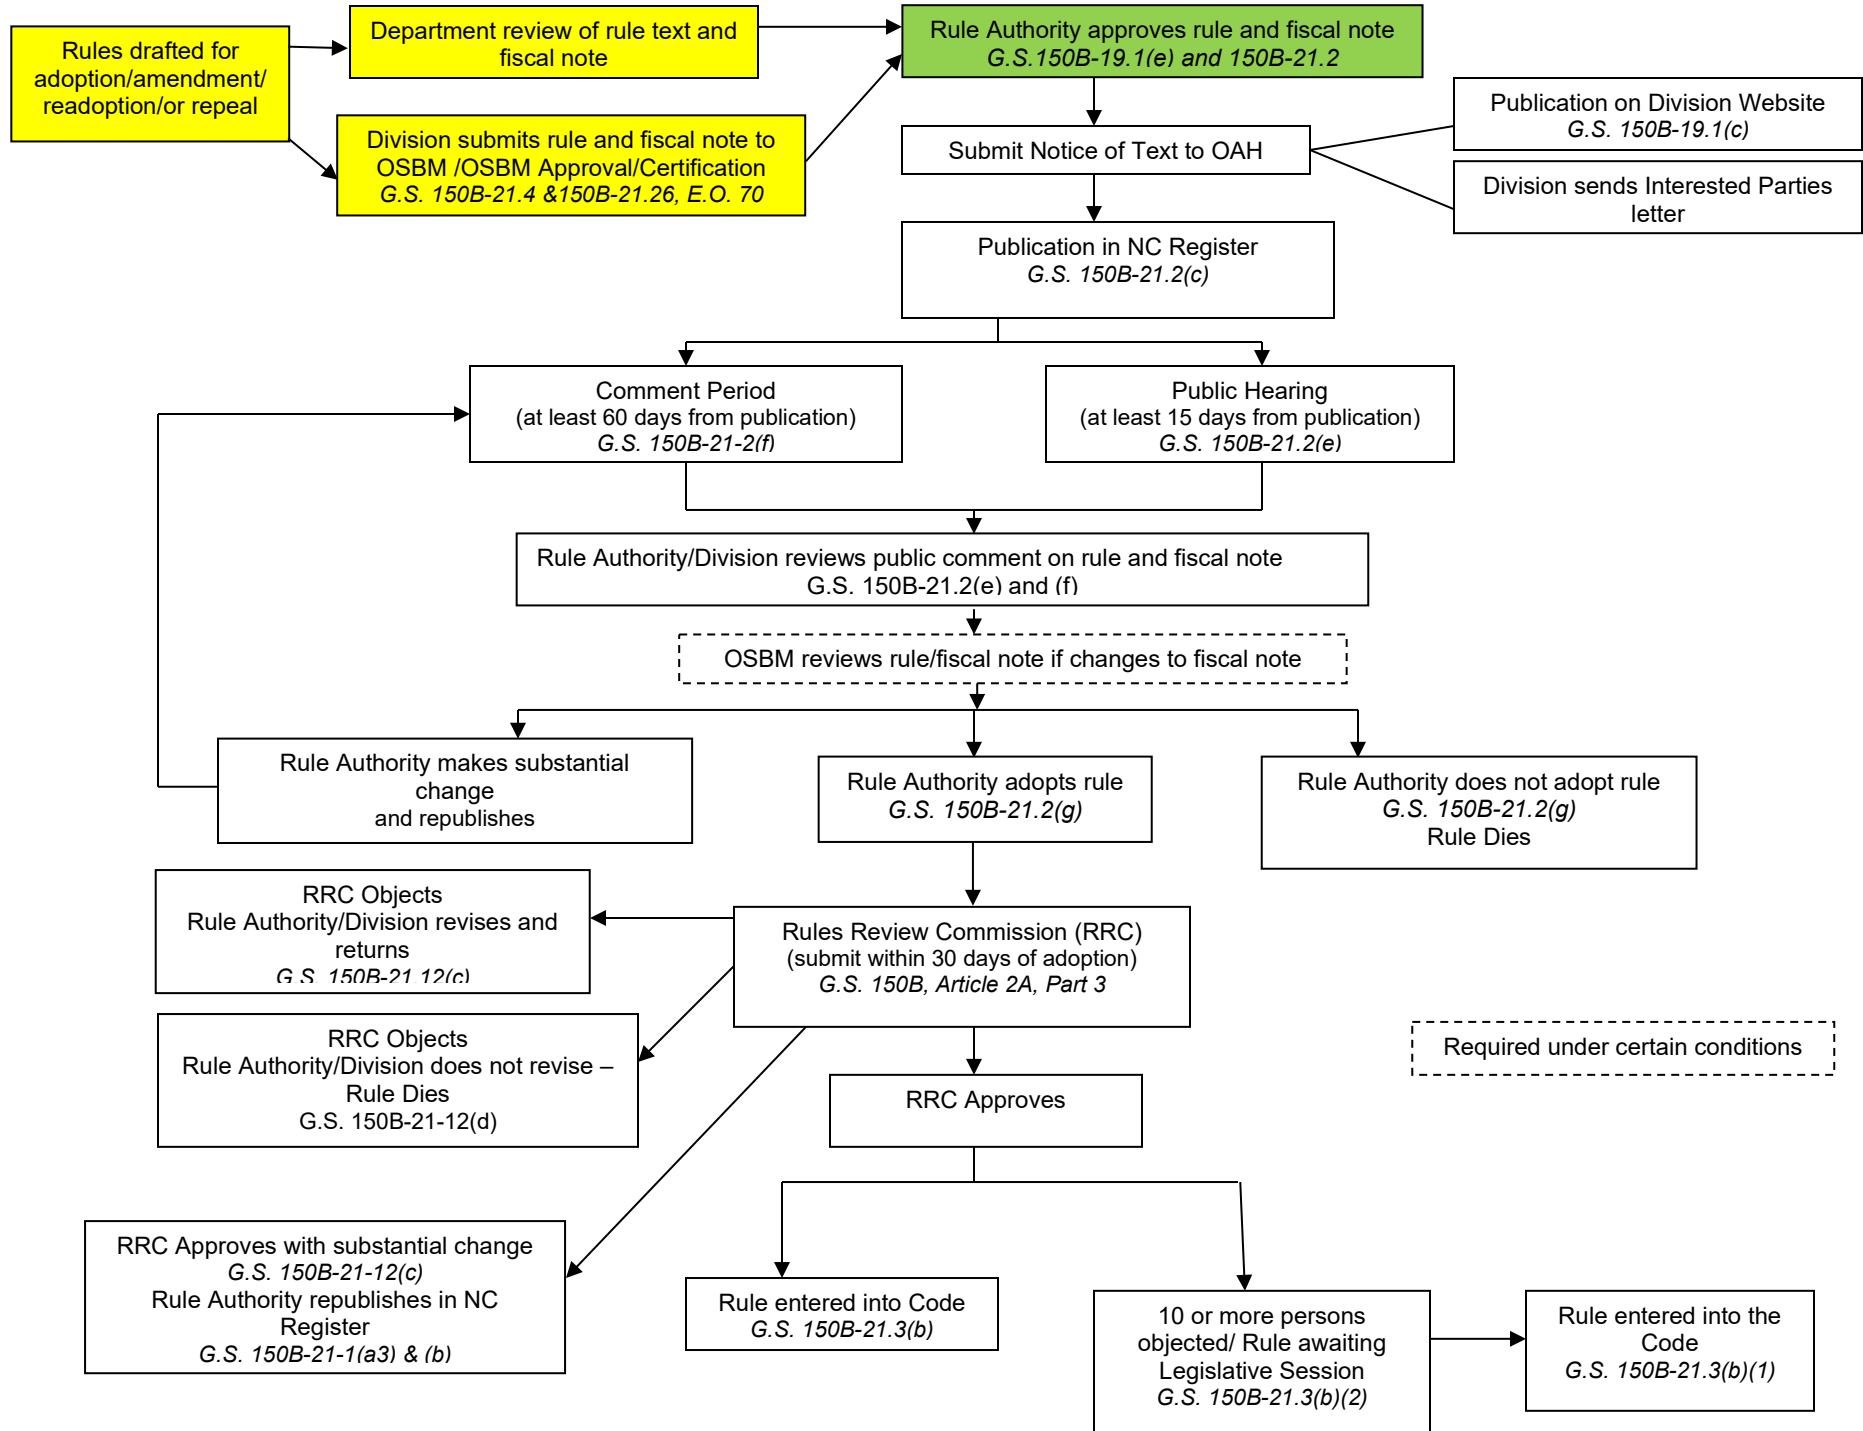 Rules drafted for
adoption/amendment/
readoption/or repeal
Department review of rule text and
fiscal note
Division submits rule and fiscal note to
OSBM /OSBM Approval/Certification
G.S. 150B-21.4 &150B-21.26, E.O. 70
Rule Authority approves rule and fiscal note
G.S.150B-19.1(e) and 150B-21.2
Submit Notice of Text to OAH
Publication on Division Website
G.S. 150B-19.1(c)
Division sends Interested Parties
letter
Publication in NC Register
G.S. 150B-21.2(c)
Comment Period
(at least 60 days from publication)
G.S. 150B-21-2(f)
Public Hearing
(at least 15 days from publication)
G.S. 150B-21.2(e)
Rule Authority/Division reviews public comment on rule and fiscal note
G.S. 150B-21.2(e) and (f)
OSBM reviews rule/fiscal note if changes to fiscal note
Rule Authority makes substantial
change
and republishes
Rule Authority adopts rule
G.S. 150B-21.2(g)
Rule Authority does not adopt rule
G.S. 150B-21.2(g)
Rule Dies
RRC Objects
Rule Authority/Division revises and
returns
G.S. 150B-21.12(c)
Rules Review Commission (RRC)
(submit within 30 days of adoption)
G.S. 150B, Article 2A, Part 3
RRC Objects
Rule Authority/Division does not revise –
Rule Dies
G.S. 150B-21-12(d)
Required under certain conditions
RRC Approves
RRC Approves with substantial change
G.S. 150B-21-12(c)
Rule Authority republishes in NC
Register
G.S. 150B-21-1(a3) & (b)
Rule entered into Code
G.S. 150B-21.3(b)
10 or more persons
objected/ Rule awaiting
Legislative Session
G.S. 150B-21.3(b)(2)
Rule entered into the
Code
G.S. 150B-21.3(b)(1)